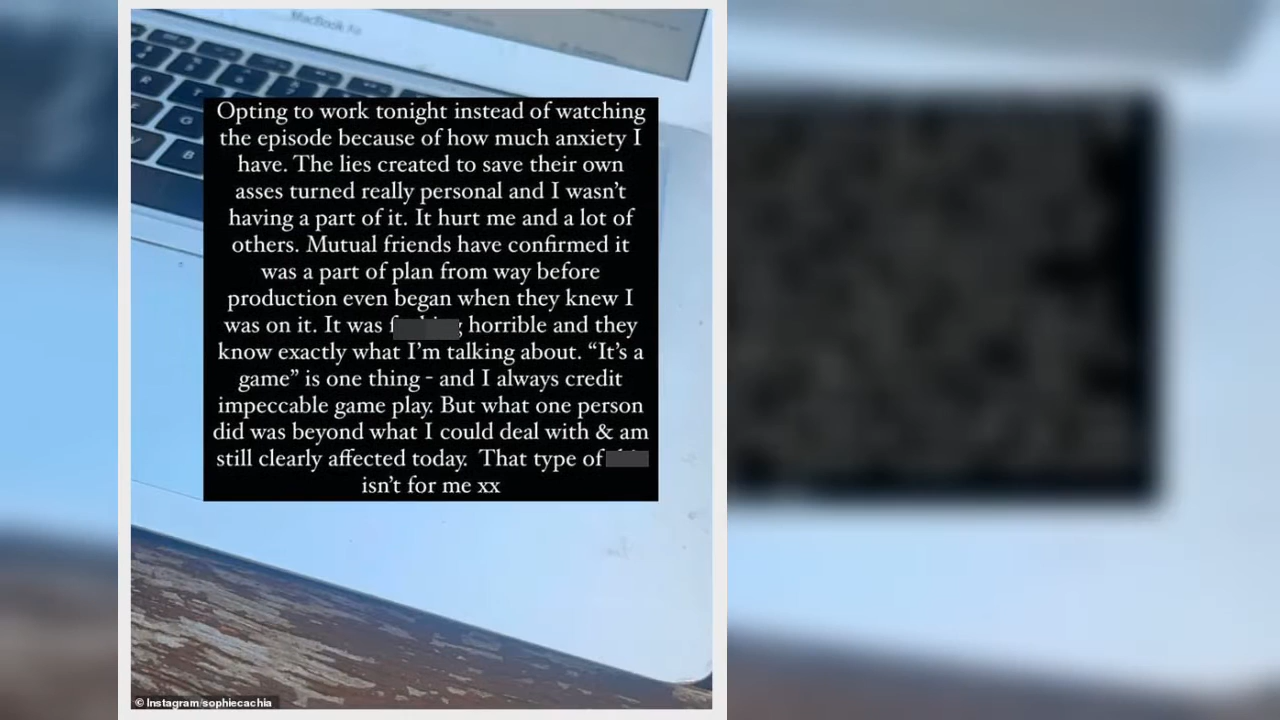 MacBook Air
Opting to work tonight instead of watching
the episode because of how much anxiety I
have. The lies created to save their own
asses turned really personal and I wasn't
having a part of it. It hurt me and a lot of
others. Mutual friends have confirmed it
was a part of plan from way before
production even began when they knew I
was on it. It was horrible and they
know exactly what I'm talking about. “It's a
game” is one thing - and I always credit
impeccable game play. But what one person
did was beyond what I could deal with & am
still clearly affected today. That type of
isn't for me xx
© Instagram/sophiecachia